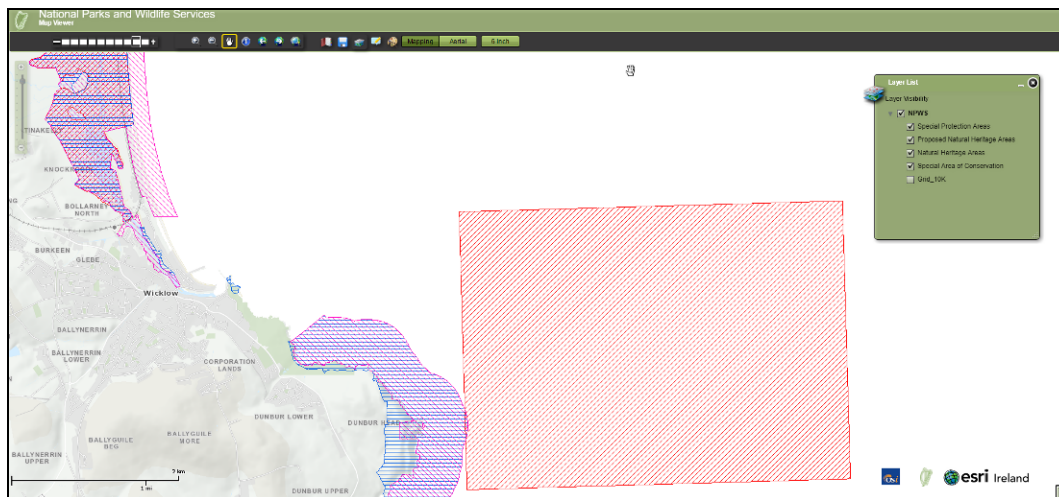 National Parks and Wildlife Services
Map Viewer
Mapping
Aerial
6 Inch
Layer List
Layer Visibility
NPWS
Special Protection Areas
Proposed Natural Heritage Areas
Natural Heritage Areas
Special Area of Conservation
Grid_10K
BOLLARNEY
NORTH
BURKEEN
GLEBE
Wicklow
BALLYNERRIN
BALLYNERRIN
LOWER
CORPORATION
LANDS
DUNBUR LOWER
DUNBUR HEAD
BALLYGUILE
BEG
BALLYGUILE
MORE
BALLYNERRIN
UPPER
DUNBUR UPPER
2 km
1 mi
esri Ireland